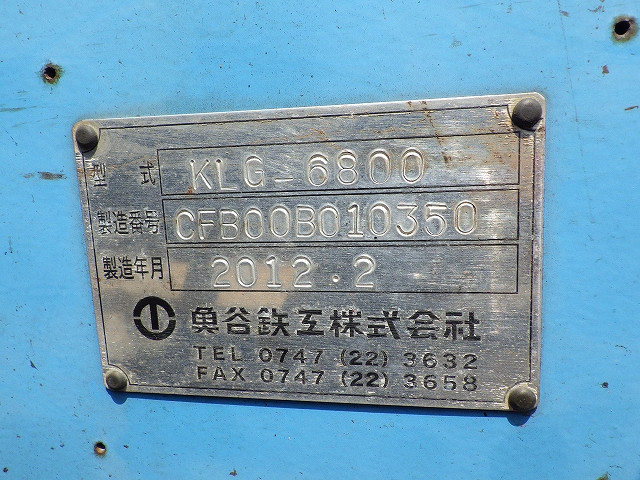 型式 KLG-6800
製造番号 CFB00B010350
製造年月 2012.2
魚谷鉄工株式会社
TEL 0747 (22) 3632
FAX 0747 (22) 3658